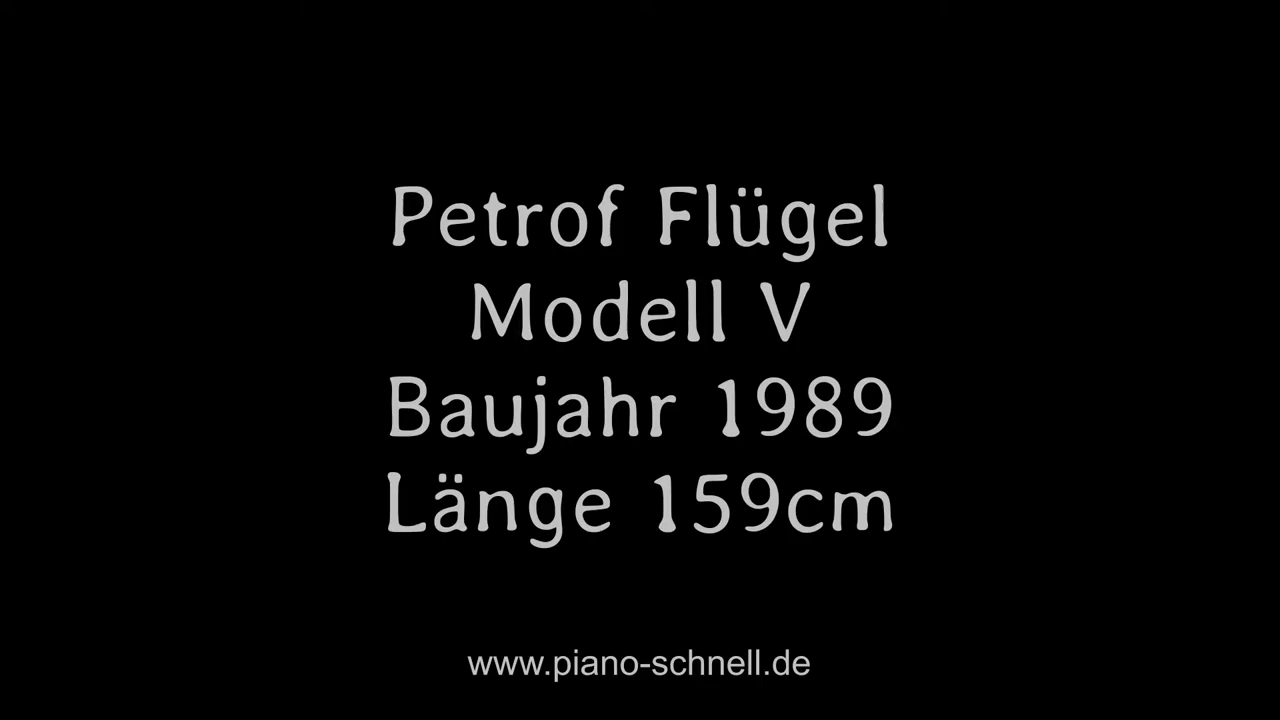 Petrof Flügel
Modell V
Baujahr 1989
Länge 159cm
www.piano-schnell.de